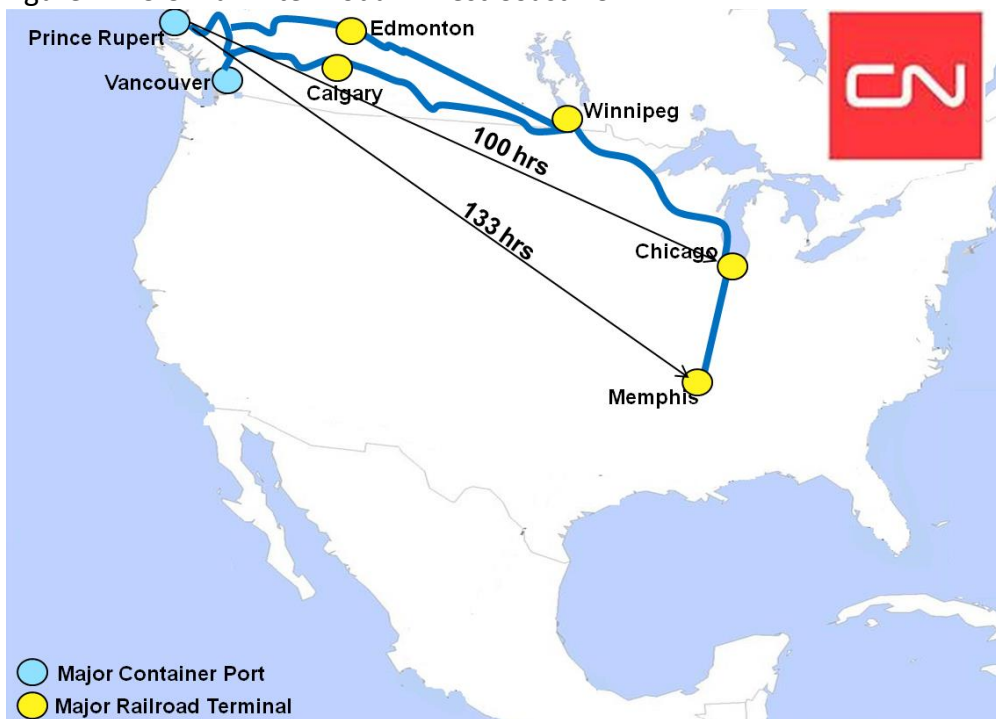 Prince Rupert
Edmonton
Vancouver
Calgary
Winnipeg
CN
100 hrs
133 hrs
Chicago
Memphis
Major Container Port
Major Railroad Terminal